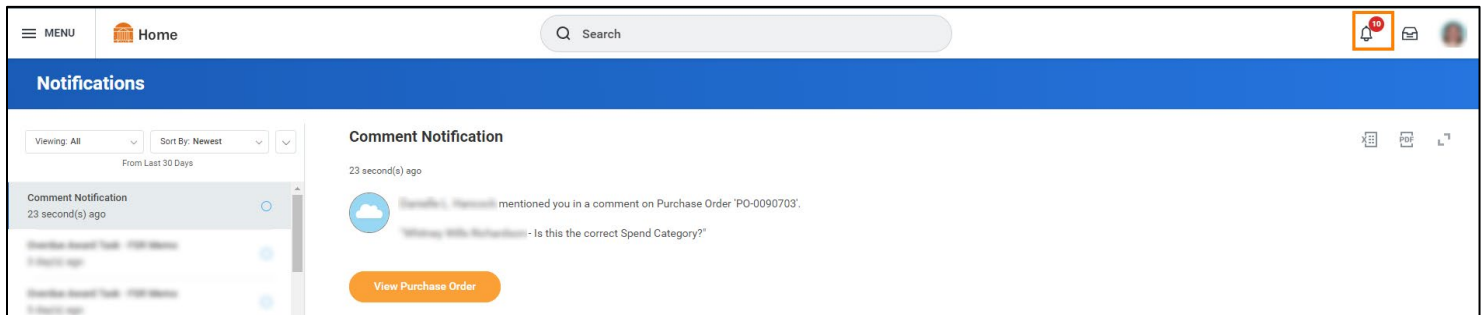 MENU
Home
Search
10
Notifications
Viewing: All
Sort By: Newest
From Last 30 Days
Comment Notification
23 second(s) ago
Comment Notification
23 second(s) ago
mentioned you in a comment on Purchase Order 'PO-0090703'.
- Is this the correct Spend Category?"
View Purchase Order
PDF